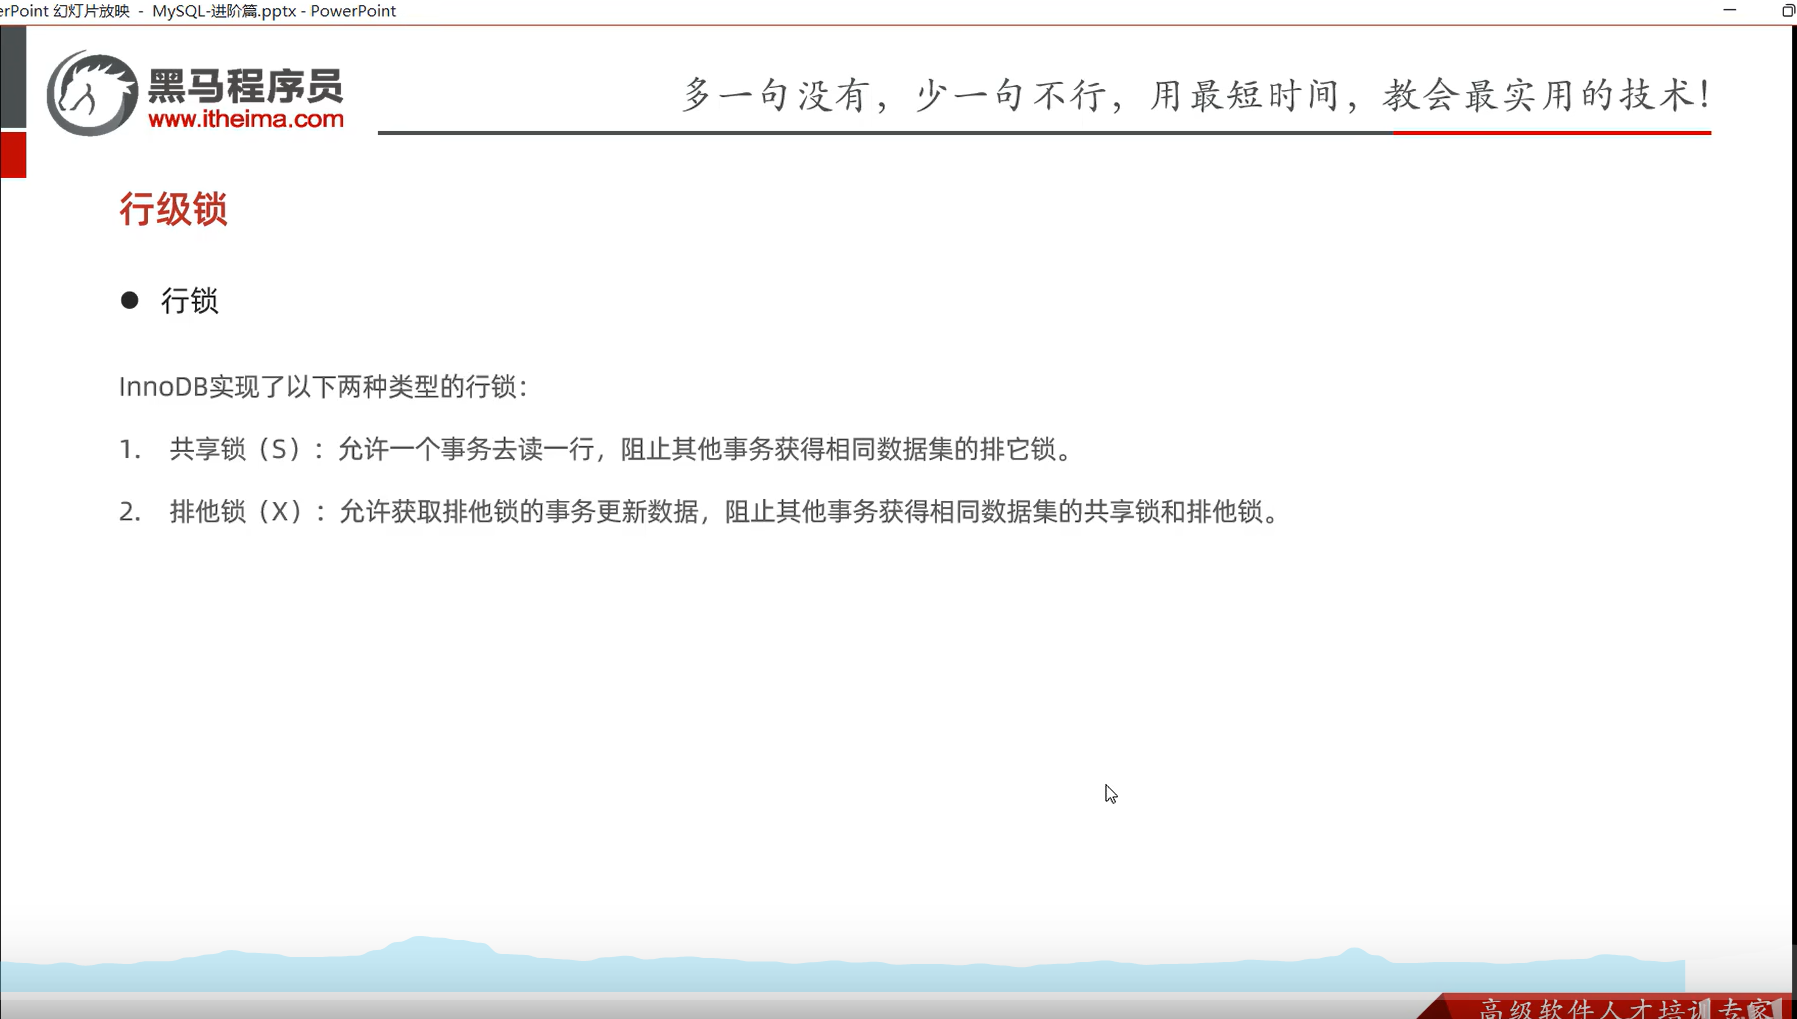 erPoint 幻灯片放映 - MySQL-进阶篇.pptx - PowerPoint
黑马程序员
www.itheima.com
多一句没有，少一句不行，用最短时间，教会最实用的技术！
行级锁
● 行锁
InnoDB实现了以下两种类型的行锁：
1. 共享锁（S）：允许一个事务去读一行，阻止其他事务获得相同数据集的排它锁。
2. 排他锁（X）：允许获取排他锁的事务更新数据，阻止其他事务获得相同数据集的共享锁和排他锁。
高级软件人才培训专家